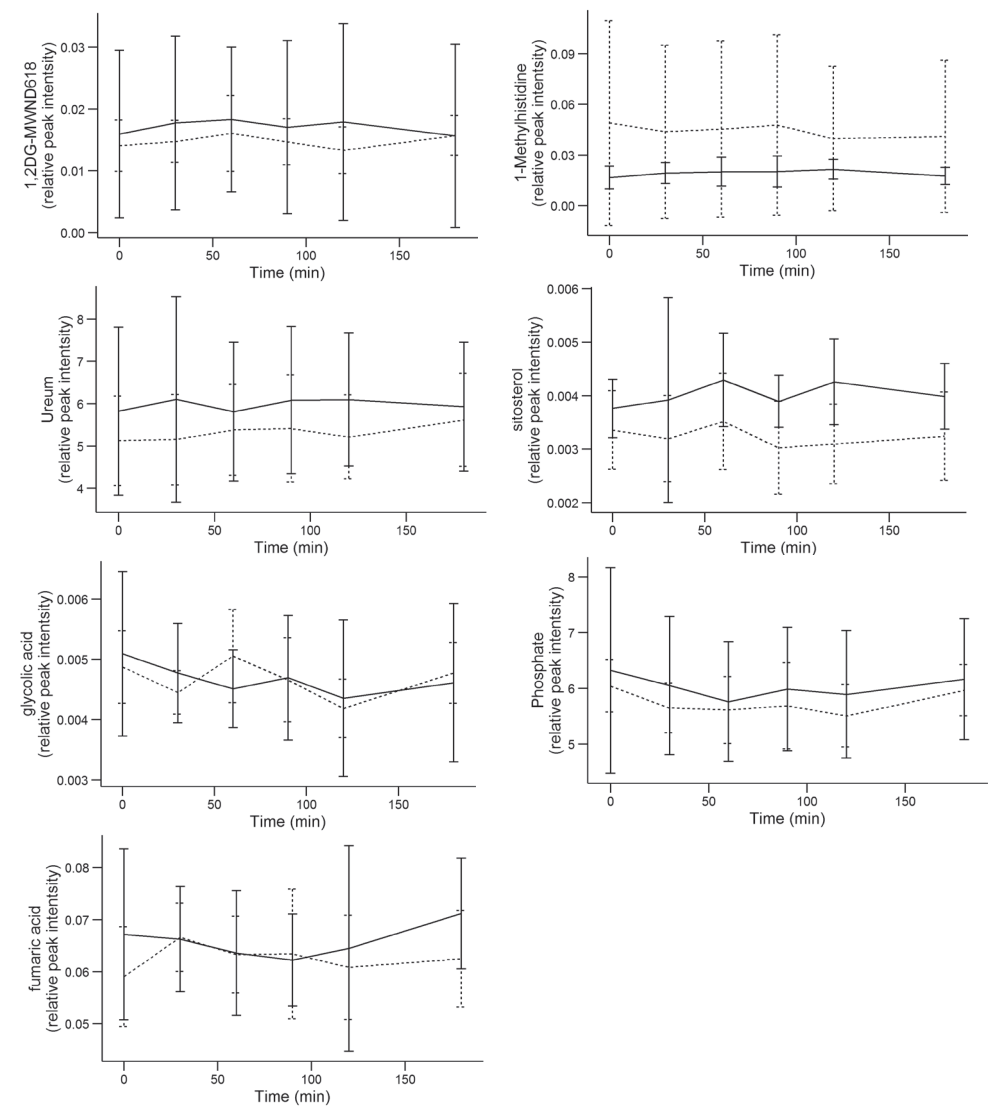 1,2DG-MWND618
(relative peak intentsity)
0.03
0.02
0.01
0.00
0 50 100 150
Time (min)
1-Methylhistidine
(relative peak intentsity)
0.09
0.06
0.03
0.00
0 50 100 150
Time (min)
Ureum
(relative peak intentsity)
8
7
6
5
4
0 50 100 150
Time (min)
sitosterol
(relative peak intentsity)
0.006
0.005
0.004
0.003
0.002
0 50 100 150
Time (min)
glycolic acid
(relative peak intentsity)
0.006
0.005
0.004
0.003
0 50 100 150
Time (min)
Phosphate
(relative peak intentsity)
8
7
6
5
0 50 100 150
Time (min)
fumaric acid
(relative peak intentsity)
0.08
0.07
0.06
0.05
0 50 100 150
Time (min)